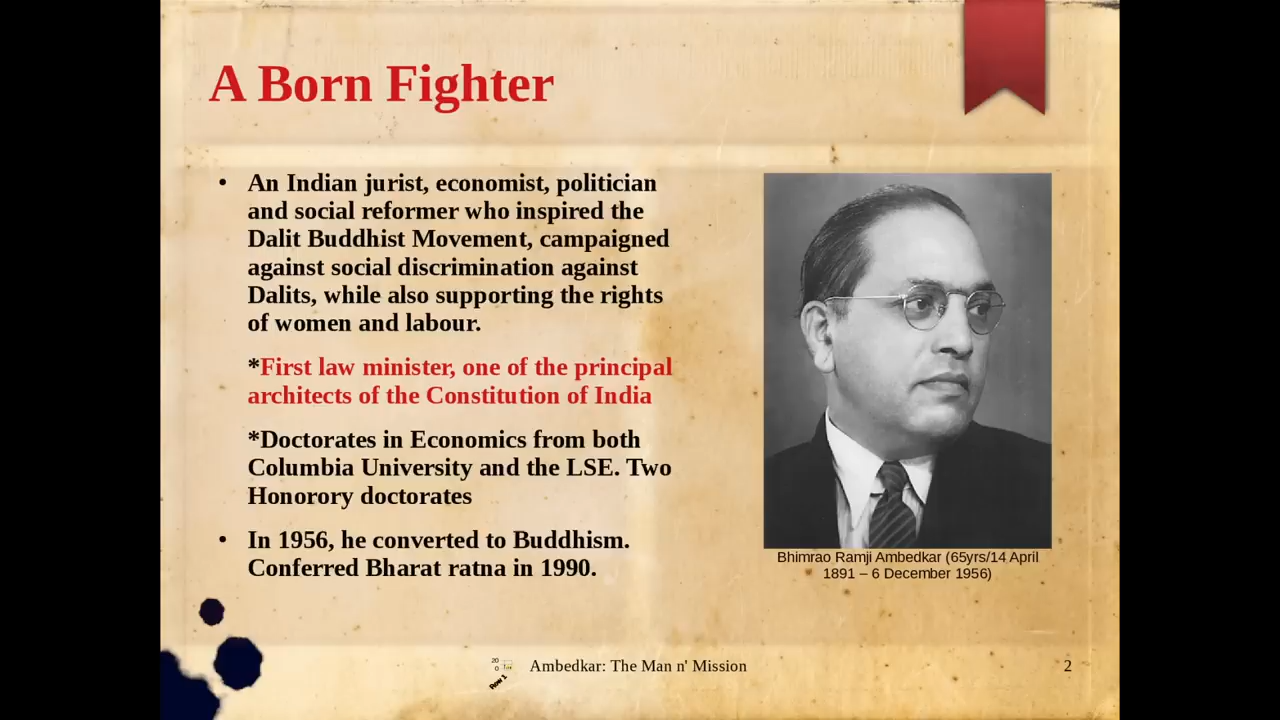 A Born Fighter
• An Indian jurist, economist, politician
and social reformer who inspired the
Dalit Buddhist Movement, campaigned
against social discrimination against
Dalits, while also supporting the rights
of women and labour.
*First law minister, one of the principal
architects of the Constitution of India
*Doctorates in Economics from both
Columbia University and the LSE. Two
Honorory doctorates
• In 1956, he converted to Buddhism.
Conferred Bharat ratna in 1990.
Bhimrao Ramji Ambedkar (65yrs/14 April
1891 – 6 December 1956)
20
0
Row 1
Ambedkar: The Man n' Mission
2